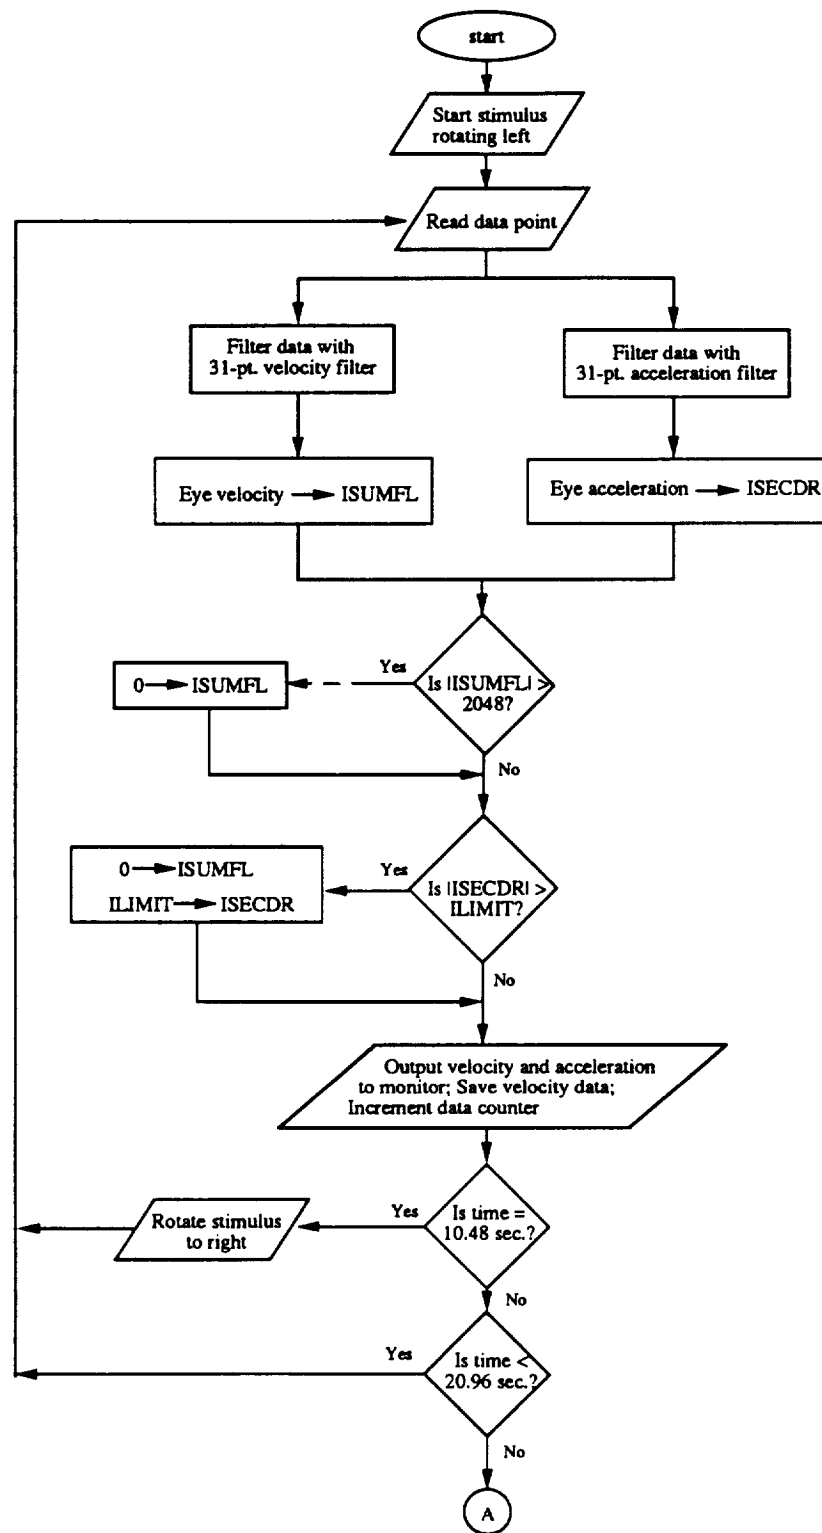 start
Start stimulus
rotating left
Read data point
Filter data with
31-pt. velocity filter
Filter data with
31-pt. acceleration filter
Eye velocity → ISUMFL
Eye acceleration → ISECDR
Yes
Is |ISUMFL| >
2048?
0 → ISUMFL
No
0 → ISUMFL
ILIMIT → ISECDR
Yes
Is |ISECDR| >
ILIMIT?
No
Output velocity and acceleration
to monitor; Save velocity data;
Increment data counter
Rotate stimulus
to right
Yes
Is time =
10.48 sec.?
No
Yes
Is time <
20.96 sec.?
No
A